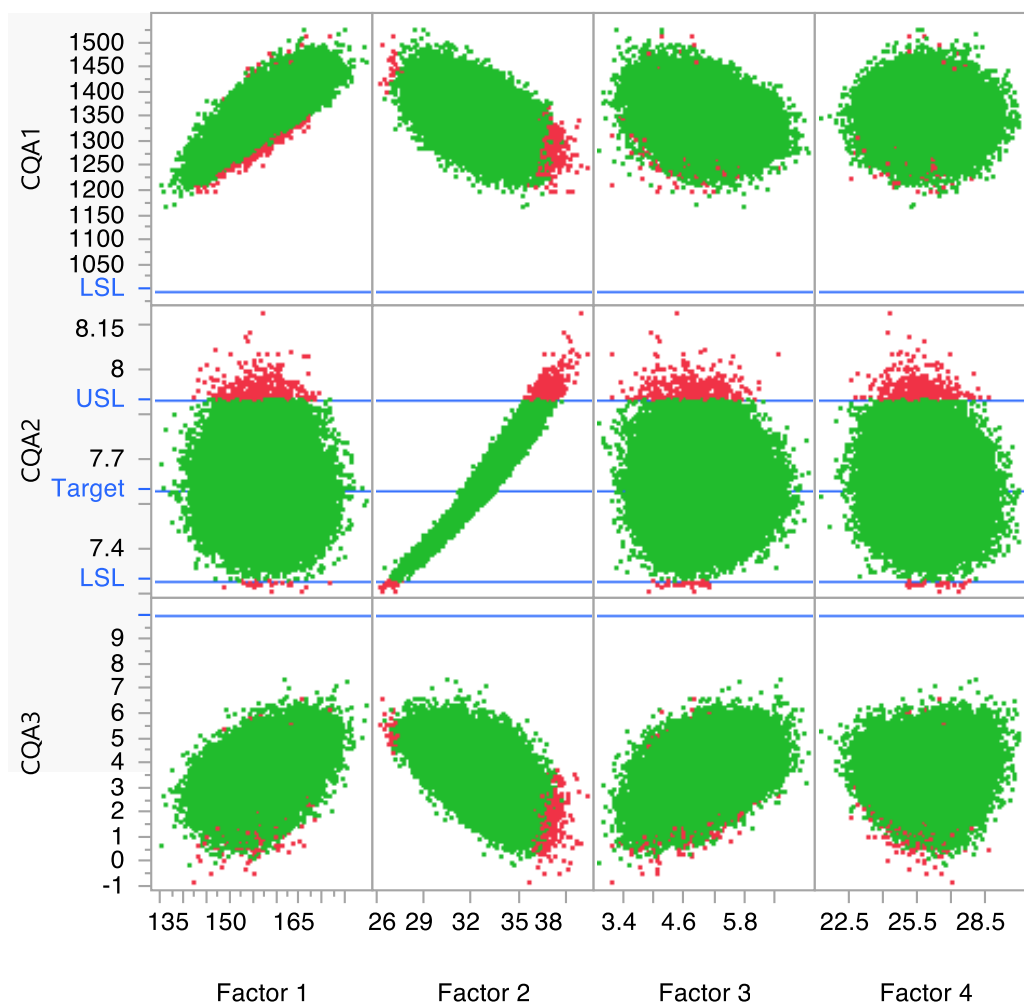 CQA1
1500
1450
1400
1350
1300
1250
1200
1150
1100
1050
LSL
CQA2
8.15
8
USL
7.7
Target
7.4
LSL
CQA3
9
8
7
6
5
4
3
2
1
0
-1
135 150 165 26 29 32 35 38 3.4 4.6 5.8 22.5 25.5 28.5
Factor 1 Factor 2 Factor 3 Factor 4